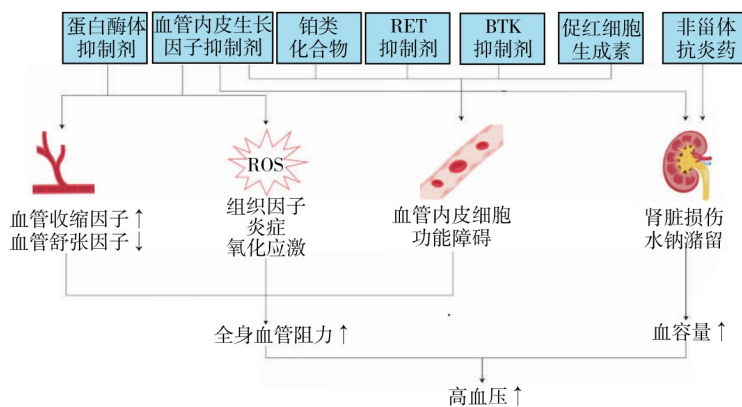 蛋白酶体
抑制剂
血管内皮生长
因子抑制剂
铂类
化合物
RET
抑制剂
BTK
抑制剂
促红细胞
生成素
非甾体
抗炎药
ROS
血管收缩因子↑
血管舒张因子↓
组织因子
炎症
氧化应激
血管内皮细胞
功能障碍
肾脏损伤
水钠潴留
全身血管阻力↑
血容量↑
高血压↑